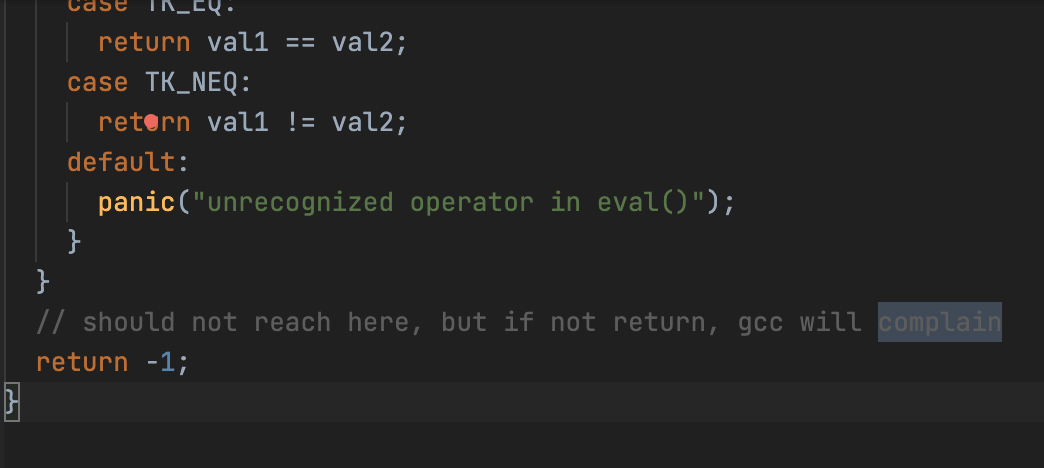 case TK_EQ:
return val1 == val2;
case TK_NEQ:
return val1 != val2;
default:
panic("unrecognized operator in eval()");
}
}
// should not reach here, but if not return, gcc will complain
return -1;
}